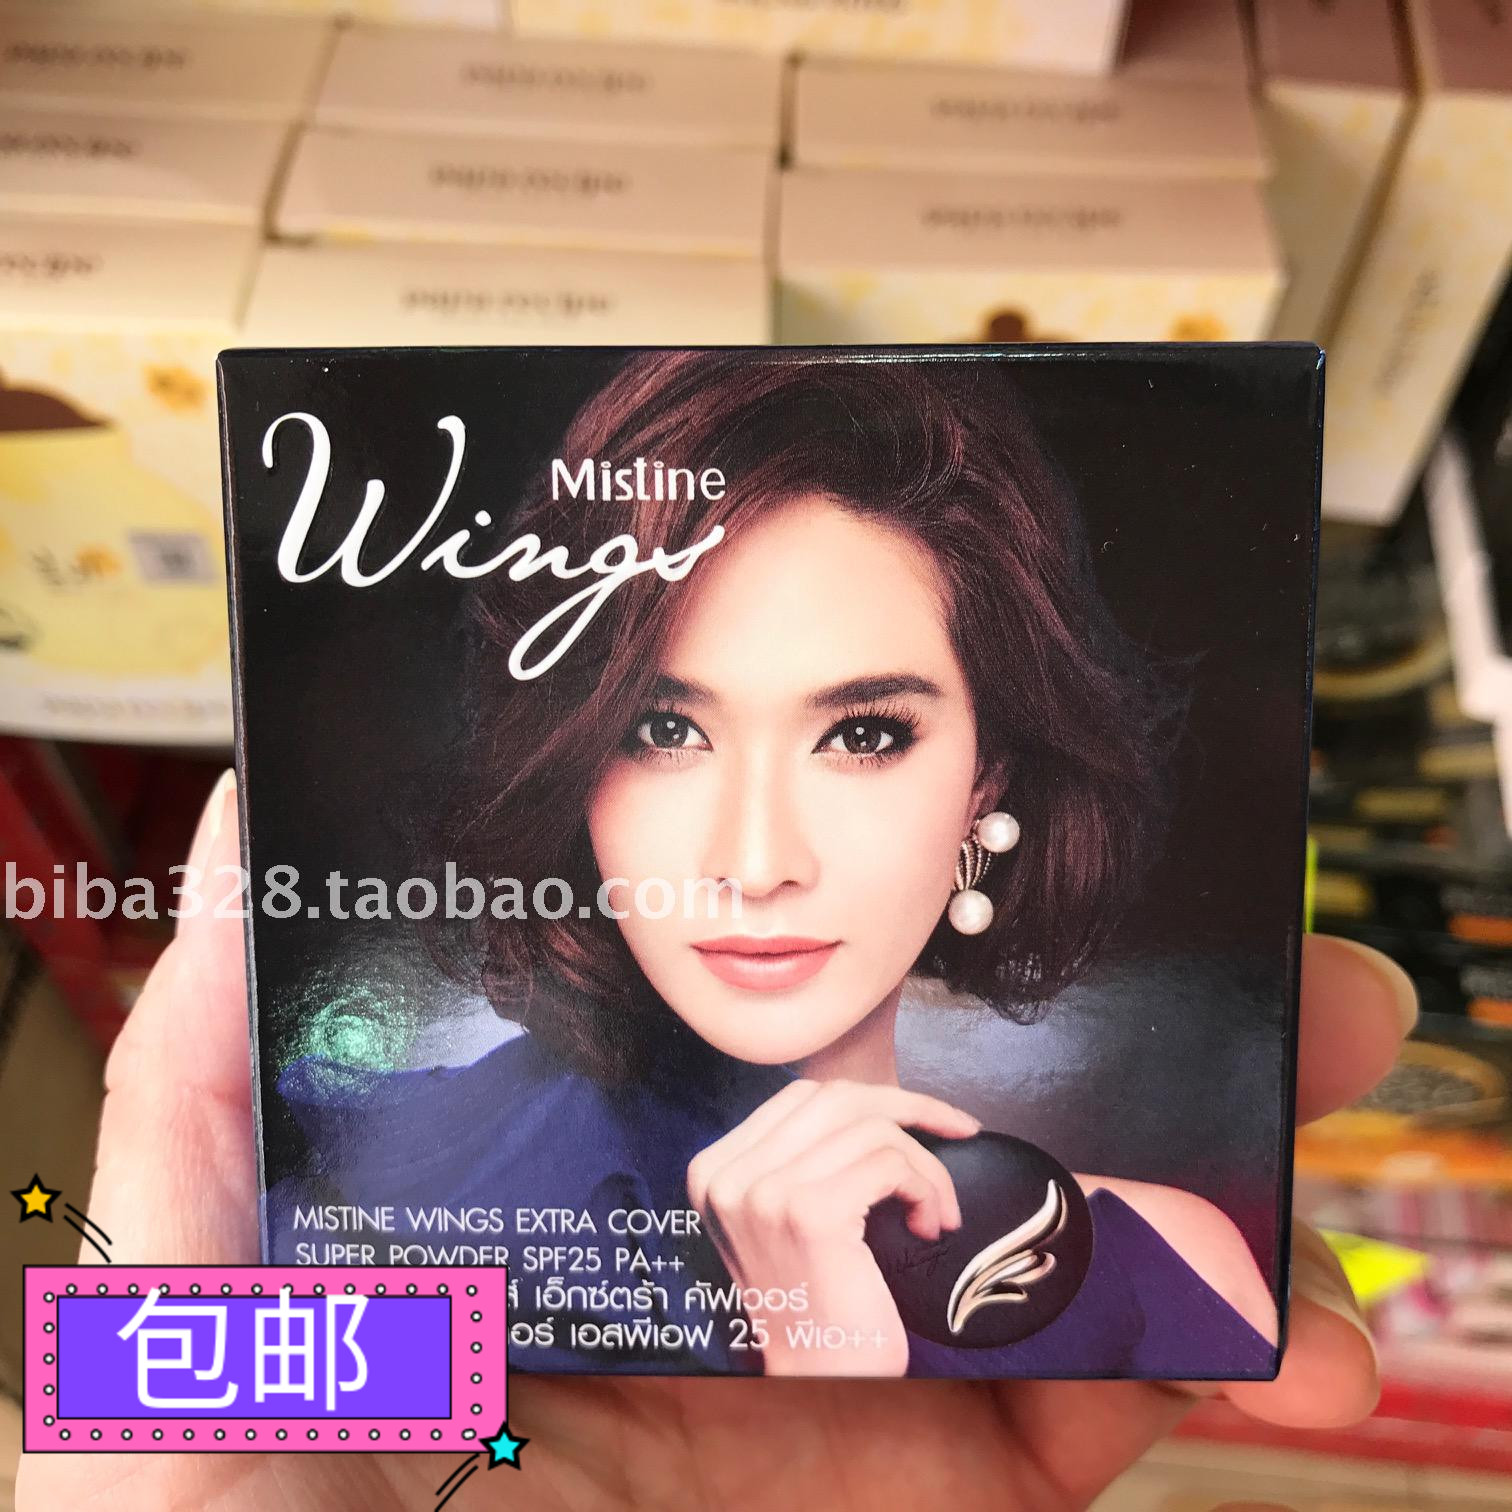 Mistine
Wings
biba328.taobao.com
MISTINE WINGS EXTRA COVER
SUPER POWDER SPF25 PA++
เอ็กซ์ตร้า คัฟเวอร์
อร์ เอสพีเอฟ 25 พีเอ++
包邮